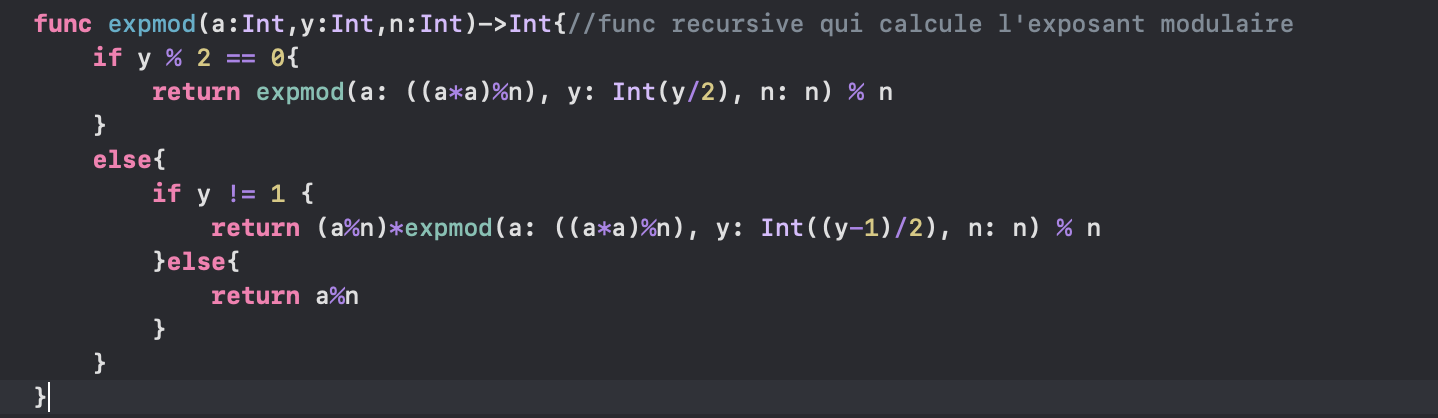 func expmod(a:Int,y:Int,n:Int)->Int{//func recursive qui calcule l'exposant modulaire
    if y % 2 == 0{
        return expmod(a: ((a*a)%n), y: Int(y/2), n: n) % n
    }
    else{
        if y != 1 {
            return (a%n)*expmod(a: ((a*a)%n), y: Int((y-1)/2), n: n) % n
        }else{
            return a%n
        }
    }
}